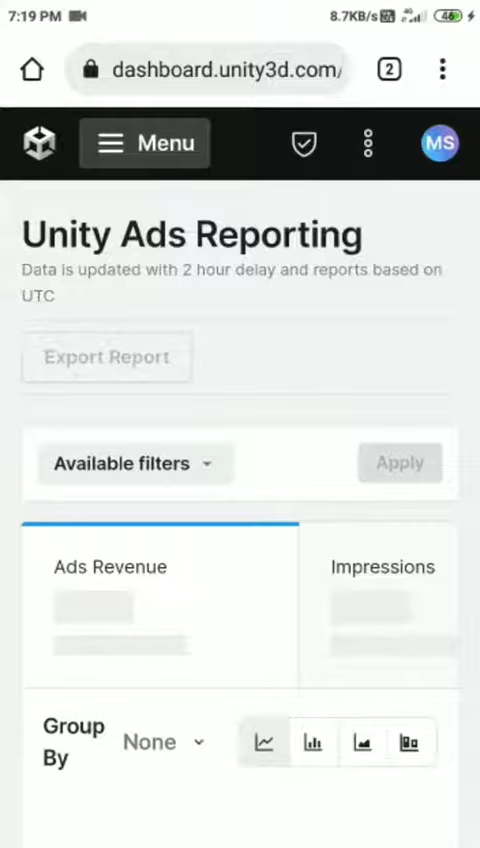 7:19 PM
8.7KB/s 4G 46
dashboard.unity3d.com/
2
Menu
MS
Unity Ads Reporting
Data is updated with 2 hour delay and reports based on
UTC
Export Report
Available filters
Apply
Ads Revenue
Impressions
Group
By
None